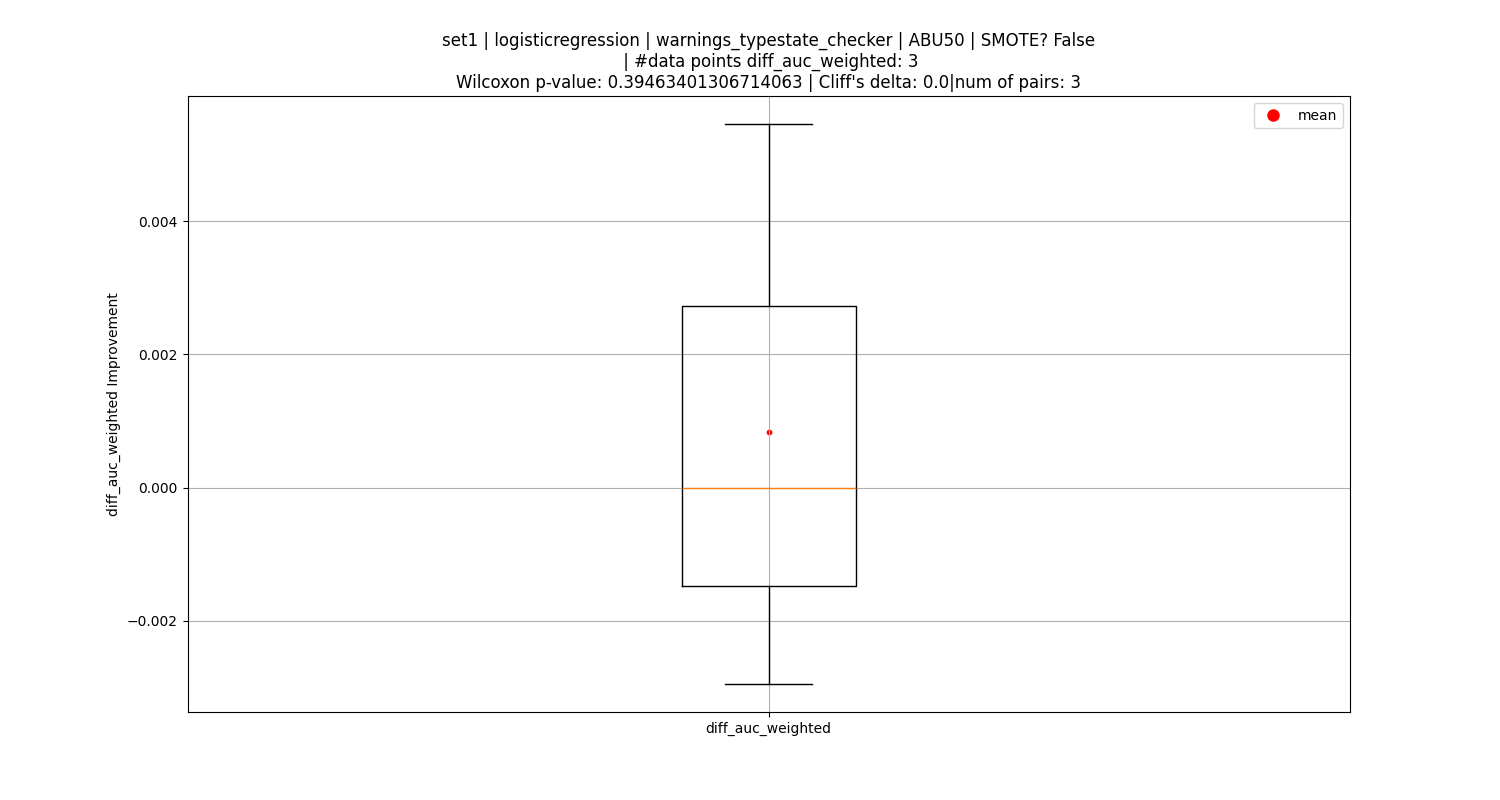 set1 | logisticregression | warnings_typestate_checker | ABU50 | SMOTE? False
| #data points diff_auc_weighted: 3
Wilcoxon p-value: 0.39463401306714063 | Cliff's delta: 0.0|num of pairs: 3
mean
0.004
0.002
0.000
−0.002
diff_auc_weighted Improvement
diff_auc_weighted